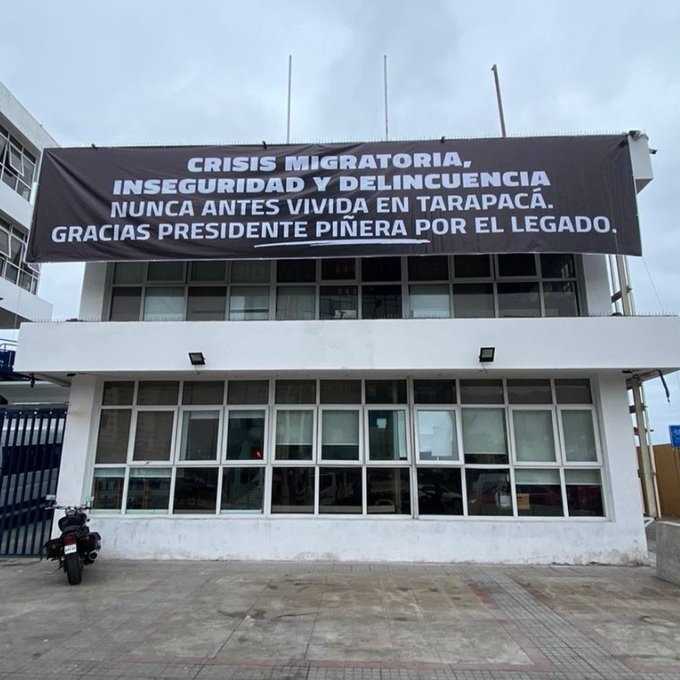 CRISIS MIGRATORIA,
INSEGURIDAD Y DELINCUENCIA
NUNCA ANTES VIVIDA EN TARAPACÁ.
GRACIAS PRESIDENTE PIÑERA POR EL LEGADO.